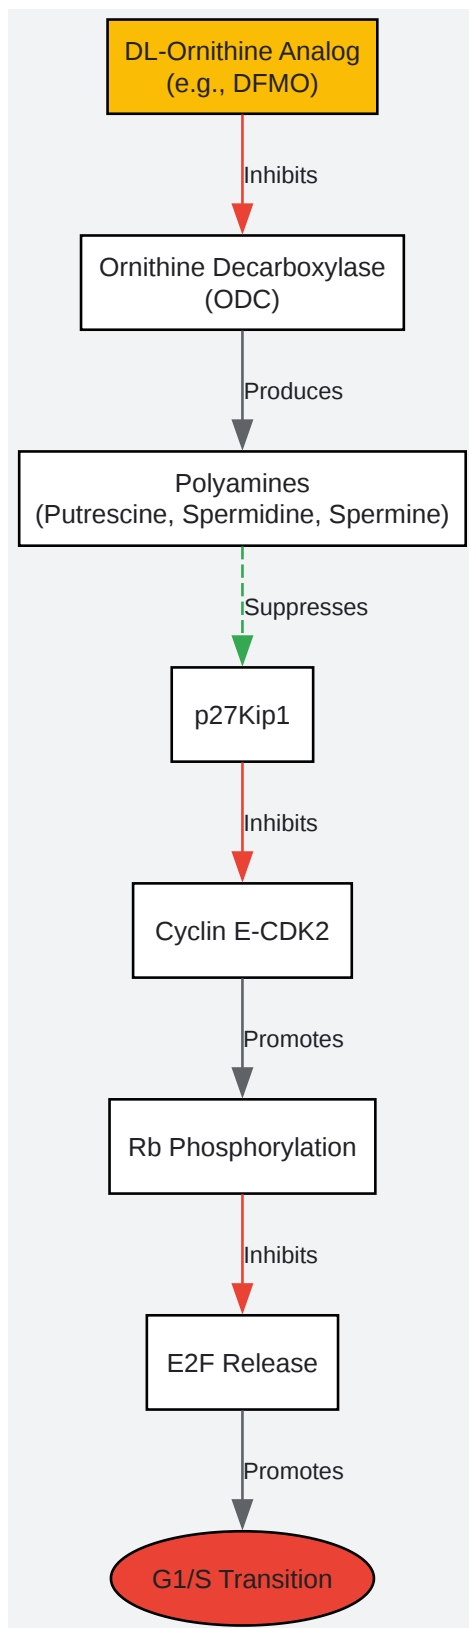 DL-Ornithine Analog
(e.g., DFMO)
Inhibits
Ornithine Decarboxylase
(ODC)
Produces
Polyamines
(Putrescine, Spermidine, Spermine)
Suppresses
p27Kip1
Inhibits
Cyclin E-CDK2
Promotes
Rb Phosphorylation
Inhibits
E2F Release
Promotes
G1/S Transition